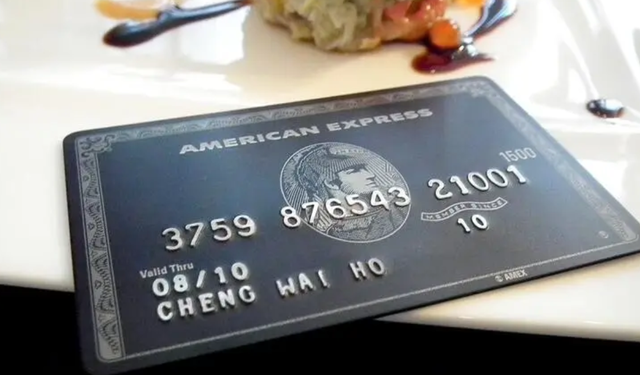 AMERICAN EXPRESS
1500
3759 876543 21001
MEMBER SINCE
10
Valid Thru
08/10
CHENG WAI HO
© AMEX